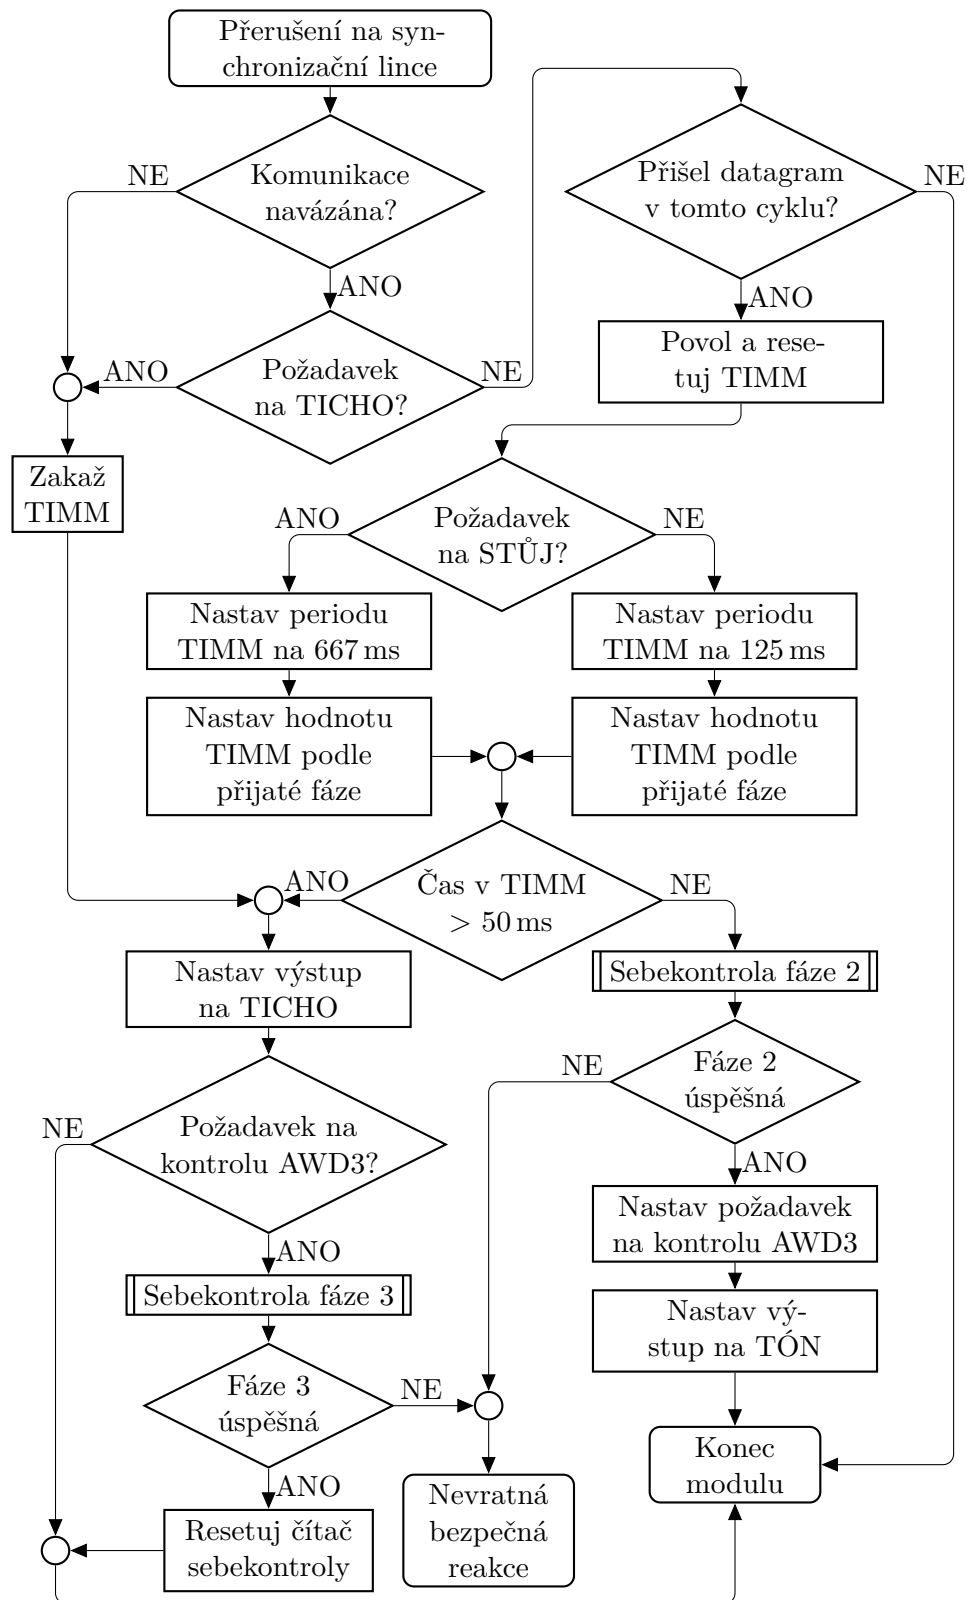 Přerušení na syn-
chronizační lince
Komunikace
navázána?
NE
ANO
Požadavek
na TICHO?
ANO
NE
Zakaž
TIMM
Přišel datagram
v tomto cyklu?
NE
ANO
Povol a rese-
tuj TIMM
Požadavek
na STŮJ?
ANO
NE
Nastav periodu
TIMM na 667 ms
Nastav periodu
TIMM na 125 ms
Nastav hodnotu
TIMM podle
přijaté fáze
Nastav hodnotu
TIMM podle
přijaté fáze
Čas v TIMM
> 50 ms
ANO
NE
Nastav výstup
na TICHO
Sebekontrola fáze 2
Fáze 2
úspěšná
NE
ANO
Požadavek na
kontrolu AWD3?
NE
ANO
Nastav požadavek
na kontrolu AWD3
Sebekontrola fáze 3
Nastav vý-
stup na TÓN
Fáze 3
úspěšná
NE
ANO
Konec
modulu
Nevratná
bezpečná
reakce
Resetuj čítač
sebekontroly